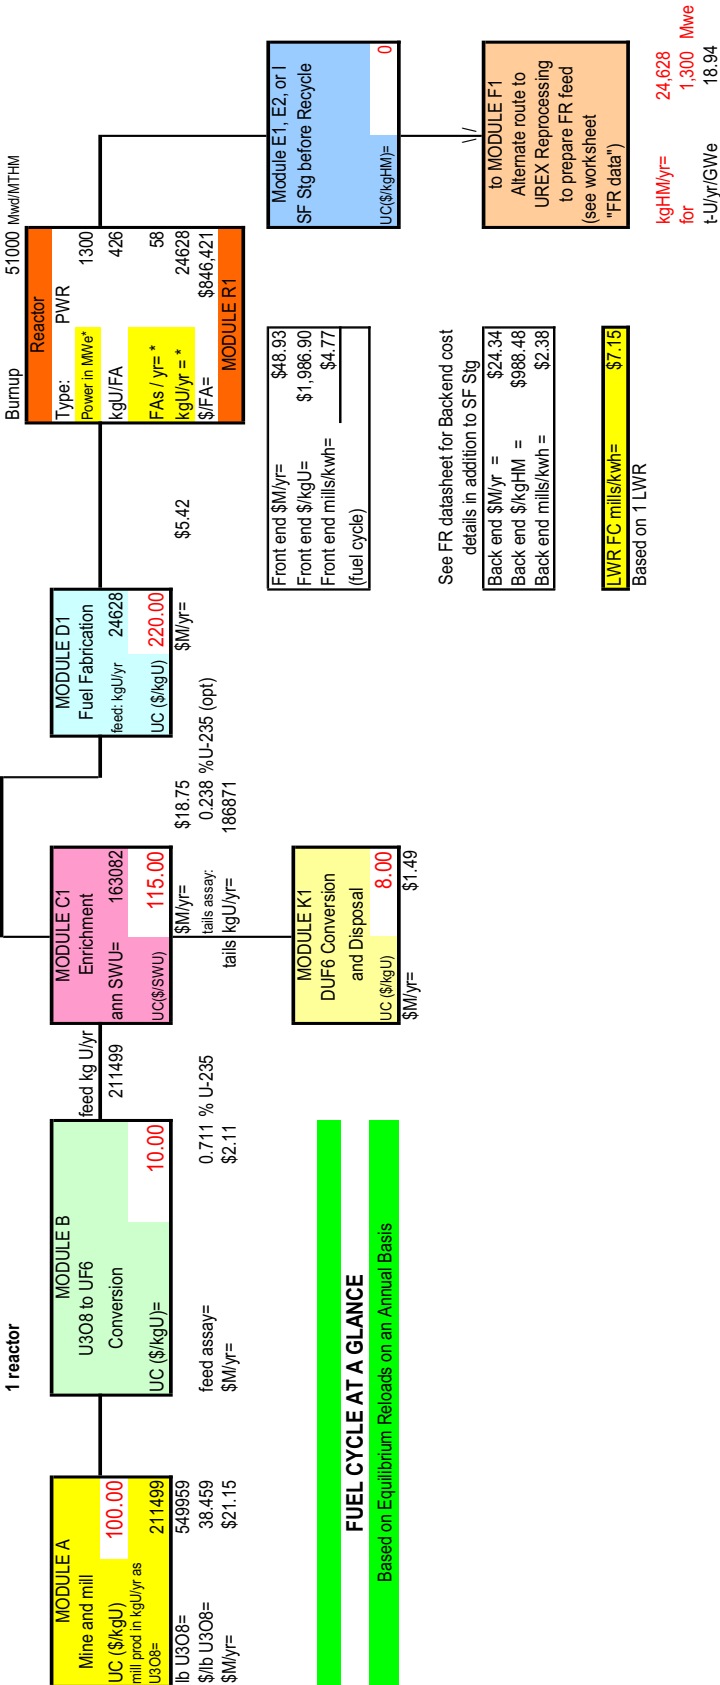 1 reactor
MODULE A
Mine and mill
UC ($/kgU) 100.00
mill prod in kgU/yr as
U3O8= 211499
lb U3O8= 549959
$/lb U3O8= 38.459
$M/yr= $21.15
MODULE B
U3O8 to UF6
Conversion
UC ($/kgU)= 10.00
feed assay= 0.711 % U-235
$M/yr= $2.11
feed kg U/yr
211499
MODULE C1
Enrichment
ann SWU= 163082
UC($/SWU) 115.00
$M/yr= $18.75
tails assay: 0.238 %U-235 (opt)
tails kgU/yr= 186871
MODULE K1
DUF6 Conversion
and Disposal
UC ($/kgU) 8.00
$M/yr= $1.49
MODULE D1
Fuel Fabrication
feed: kgU/yr 24628
UC ($/kgU) 220.00
$M/yr= $5.42
Burnup 51000 Mwd/MTHM
Reactor
Type: PWR
Power in MWe* 1300
kgU/FA 426
FAs / yr= * 58
kgU/yr = * 24628
$/FA= $846,421
MODULE R1
Module E1, E2, or I
SF Stg before Recycle
UC($/kgHM)= 0
\ /
to MODULE F1
Alternate route to
UREX Reprocessing
to prepare FR feed
(see worksheet
"FR data")
kgHM/yr= 24,628
for 1,300 Mwe
t-U/yr/GWe 18.94
Front end $M/yr= $48.93
Front end $/kgU= $1,986.90
Front end mills/kwh= $4.77
(fuel cycle)
See FR datasheet for Backend cost
details in addition to SF Stg
Back end $M/yr = $24.34
Back end $/kgHM = $988.48
Back end mills/kwh = $2.38
LWR FC mills/kwh= $7.15
Based on 1 LWR
FUEL CYCLE AT A GLANCE
Based on Equilibrium Reloads on an Annual Basis